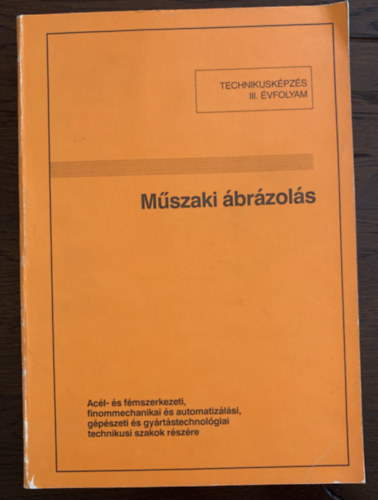 TECHNIKUSKÉPZÉS
III. ÉVFOLYAM
Műszaki ábrázolás
Acél- és fémszerkezeti,
finommechanikai és automatizálási,
gépészeti és gyártástechnológiai
technikusi szakok részére